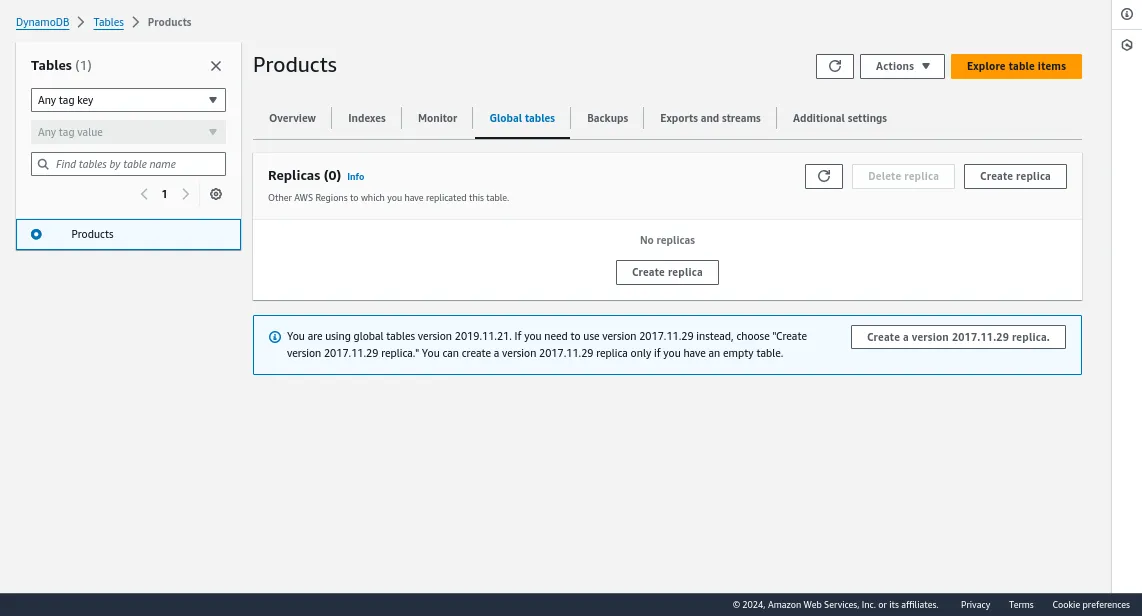 DynamoDB > Tables > Products
Tables (1)
Any tag key
Any tag value
Find tables by table name
1
Products
Products
Actions
Explore table items
Overview
Indexes
Monitor
Global tables
Backups
Exports and streams
Additional settings
Replicas (0) Info
Other AWS Regions to which you have replicated this table.
Delete replica
Create replica
No replicas
Create replica
You are using global tables version 2019.11.21. If you need to use version 2017.11.29 instead, choose "Create
version 2017.11.29 replica." You can create a version 2017.11.29 replica only if you have an empty table.
Create a version 2017.11.29 replica.
© 2024, Amazon Web Services, Inc. or its affiliates.
Privacy
Terms
Cookie preferences